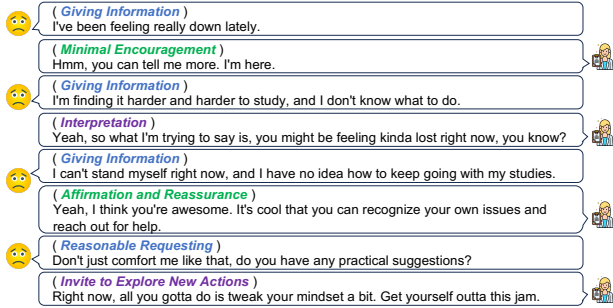 ( Giving Information )
I've been feeling really down lately.
( Minimal Encouragement )
Hmm, you can tell me more. I'm here.
( Giving Information )
I'm finding it harder and harder to study, and I don't know what to do.
( Interpretation )
Yeah, so what I'm trying to say is, you might be feeling kinda lost right now, you know?
( Giving Information )
I can't stand myself right now, and I have no idea how to keep going with my studies.
( Affirmation and Reassurance )
Yeah, I think you're awesome. It's cool that you can recognize your own issues and
reach out for help.
( Reasonable Requesting )
Don't just comfort me like that, do you have any practical suggestions?
( Invite to Explore New Actions )
Right now, all you gotta do is tweak your mindset a bit. Get yourself outta this jam.